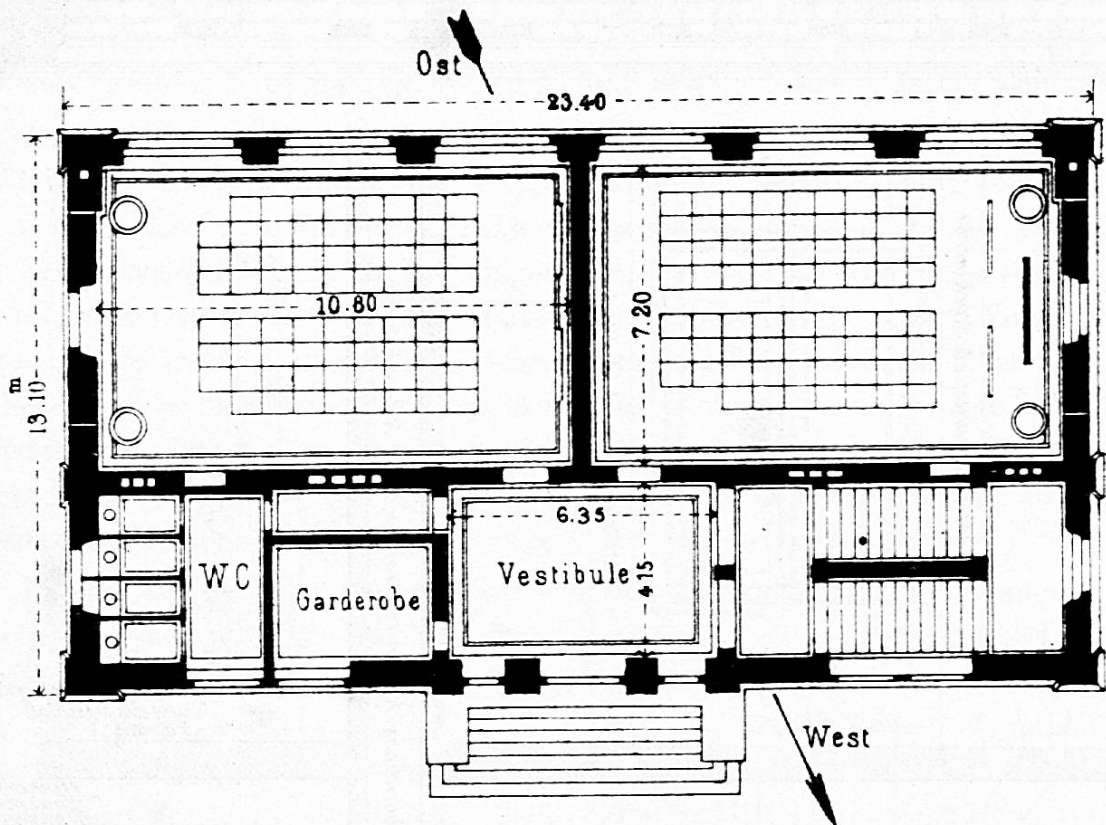 Ost
23.40
10.80
7.20
13.10 m
6.35
WC
Garderobe
Vestibule
4.15
West